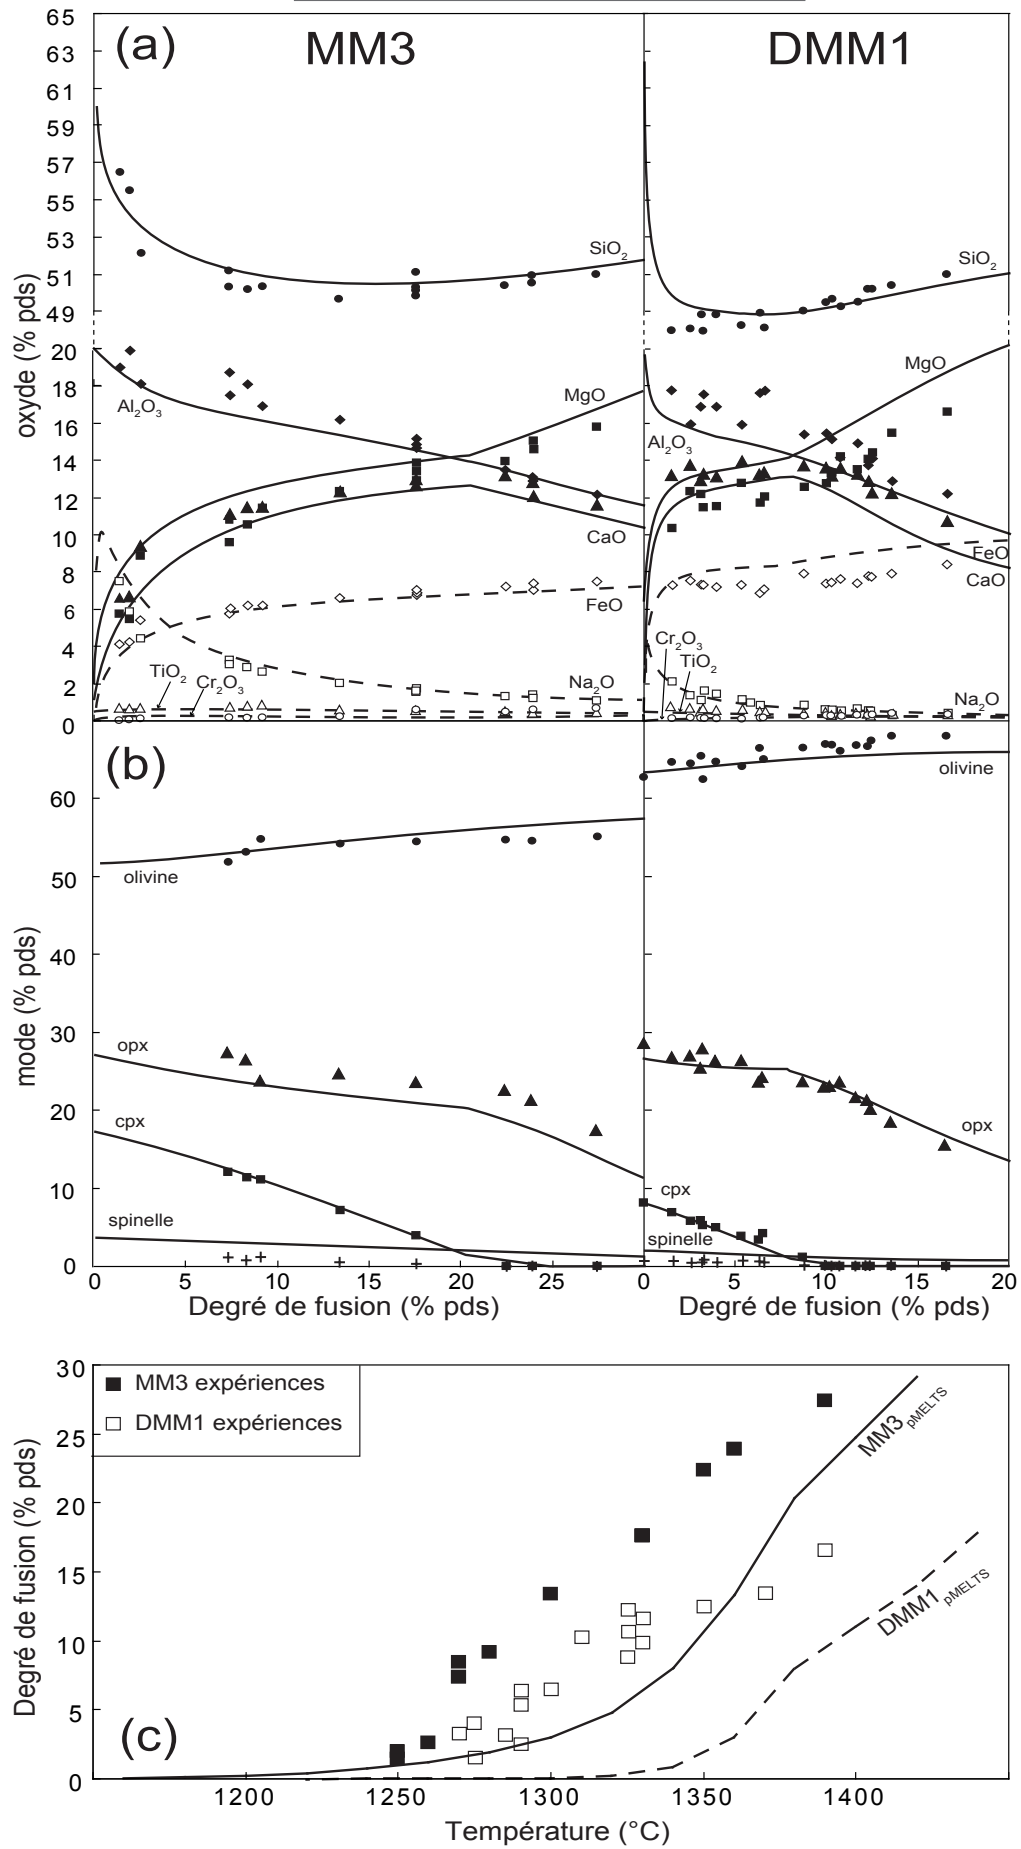 (a) MM3 DMM1
65
63
61
59
57
55
53
51
49
20
18
16
14
12
10
8
6
4
2
0
oxyde (% pds)
SiO2
MgO
Al2O3
CaO
FeO
Na2O
TiO2
Cr2O3
SiO2
MgO
Al2O3
FeO
CaO
Cr2O3
TiO2
Na2O
(b)
60
50
40
30
20
10
0
mode (% pds)
olivine
opx
cpx
spinelle
olivine
opx
cpx
spinelle
0 5 10 15 20 25 0 5 10 15 20
Degré de fusion (% pds) Degré de fusion (% pds)
30
25
20
15
10
5
0
Degré de fusion (% pds)
MM3 expériences
DMM1 expériences
MM3 pMELTS
DMM1 pMELTS
(c)
1200 1250 1300 1350 1400
Température (°C)